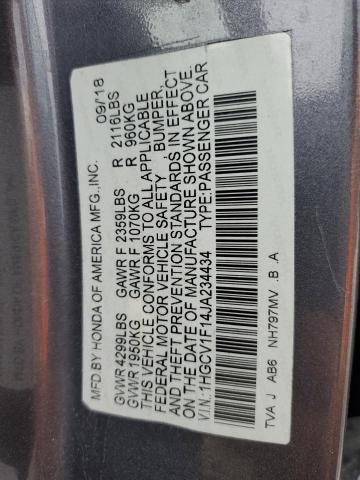 MFD.BY HONDA OF AMERICA MFG.,INC. 09/18
GVWR 4299LBS GAWR F 2359LBS R 2116LBS
GVWR 1950KG GAWR F 1070KG R 960KG
THIS VEHICLE CONFORMS TO ALL APPLICABLE
FEDERAL MOTOR VEHICLE SAFETY , BUMPER,
AND THEFT PREVENTION STANDARDS IN EFFECT
ON THE DATE OF MANUFACTURE SHOWN ABOVE.
V.I.N.:1HGCV1F14JA234434 TYPE:PASSENGER CAR
TVA J AB6 NH797MV .B .A